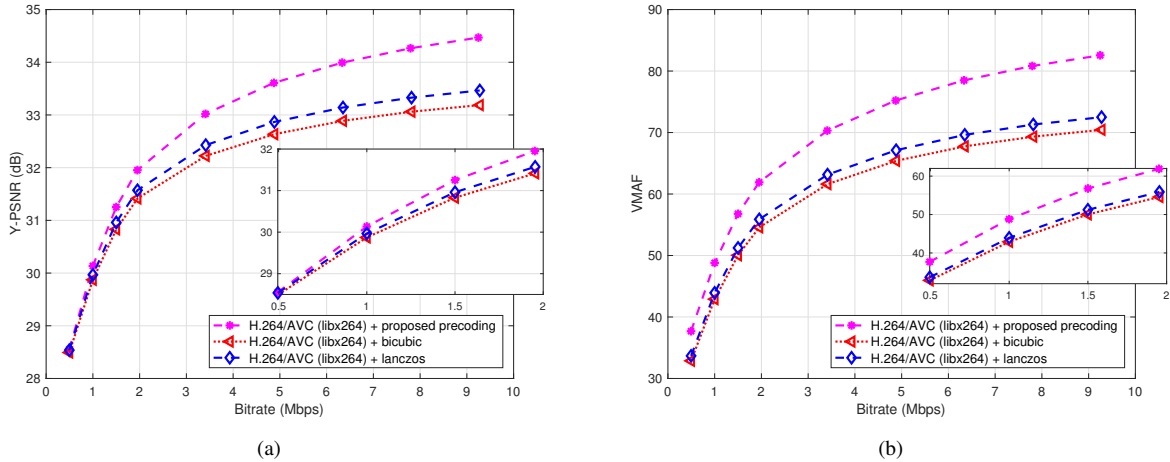 35
34
33
32
31
30
29
28
Y-PSNR (dB)
0 1 2 3 4 5 6 7 8 9 10
Bitrate (Mbps)
32
31
30
29
28
0.5 1 1.5 2
H.264/AVC (libx264) + proposed precoding
H.264/AVC (libx264) + bicubic
H.264/AVC (libx264) + lanczos
(a)
90
80
70
60
50
40
30
VMAF
0 1 2 3 4 5 6 7 8 9 10
Bitrate (Mbps)
60
50
40
0.5 1 1.5 2
H.264/AVC (libx264) + proposed precoding
H.264/AVC (libx264) + bicubic
H.264/AVC (libx264) + lanczos
(b)